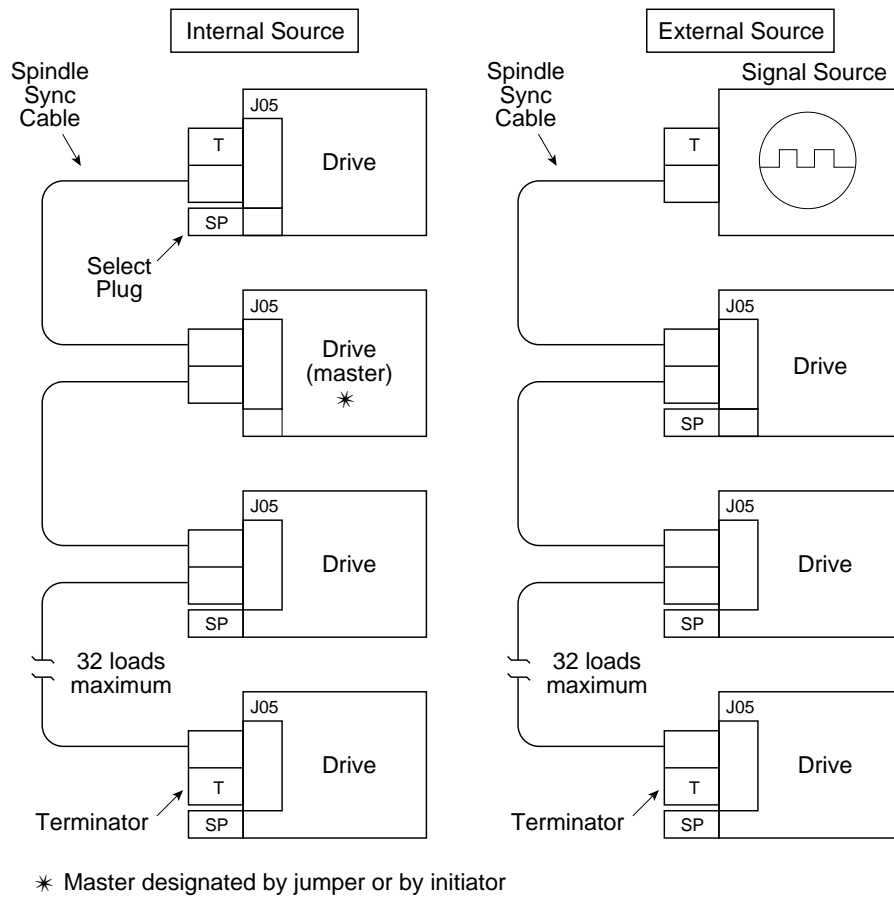 Internal Source
Spindle
Sync
Cable
J05
T
Drive
SP
Select
Plug
J05
Drive
(master)
✳
J05
Drive
SP
32 loads
maximum
J05
Drive
T
Terminator
SP
External Source
Spindle
Sync
Cable
Signal Source
T
J05
Drive
SP
J05
Drive
SP
32 loads
maximum
J05
Drive
T
Terminator
SP
✳ Master designated by jumper or by initiator